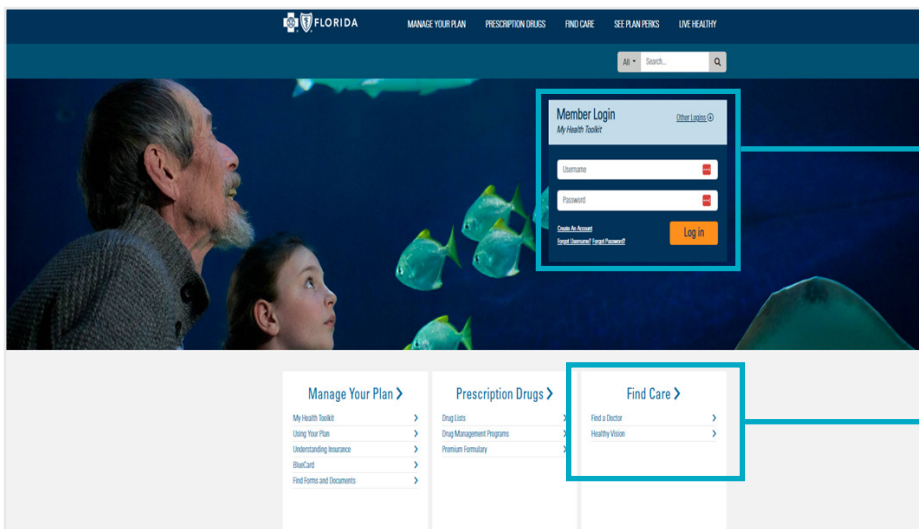 FLORIDA
MANAGE YOUR PLAN PRESCRIPTION DRUGS FIND CARE SEE PLAN PERKS LIVE HEALTHY
All Search...
Member Login
My Health Toolkit
Other Logins
Username
Password
Create An Account
Forgot Username? Forgot Password?
Log in
Manage Your Plan
My Health Toolkit
Using Your Plan
Understanding Insurance
BlueCard
Find Forms and Documents
Prescription Drugs
Drug Lists
Drug Management Programs
Premium Formulary
Find Care
Find a Doctor
Healthy Vision